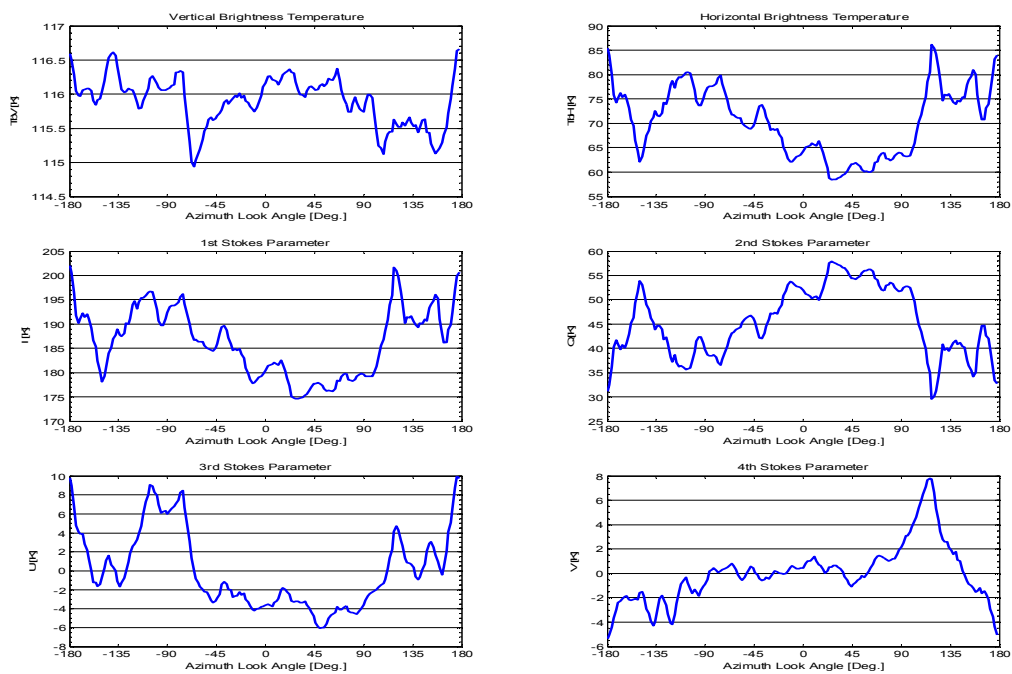 Vertical Brightness Temperature
117
116.5
116
115.5
115
114.5
-180 -135 -90 -45 0 45 90 135 180
Azimuth Look Angle [Deg.]
Horizontal Brightness Temperature
90
85
80
75
70
65
60
55
-180 -135 -90 -45 0 45 90 135 180
Azimuth Look Angle [Deg.]
1st Stokes Parameter
I [K]
205
200
195
190
185
180
175
170
-180 -135 -90 -45 0 45 90 135 180
Azimuth Look Angle [Deg.]
2nd Stokes Parameter
Q [K]
60
55
50
45
40
35
30
25
-180 -135 -90 -45 0 45 90 135 180
Azimuth Look Angle [Deg.]
3rd Stokes Parameter
U [K]
10
8
6
4
2
0
-2
-4
-6
-8
-180 -135 -90 -45 0 45 90 135 180
Azimuth Look Angle [Deg.]
4th Stokes Parameter
V [K]
8
6
4
2
0
-2
-4
-6
-180 -135 -90 -45 0 45 90 135 180
Azimuth Look Angle [Deg.]